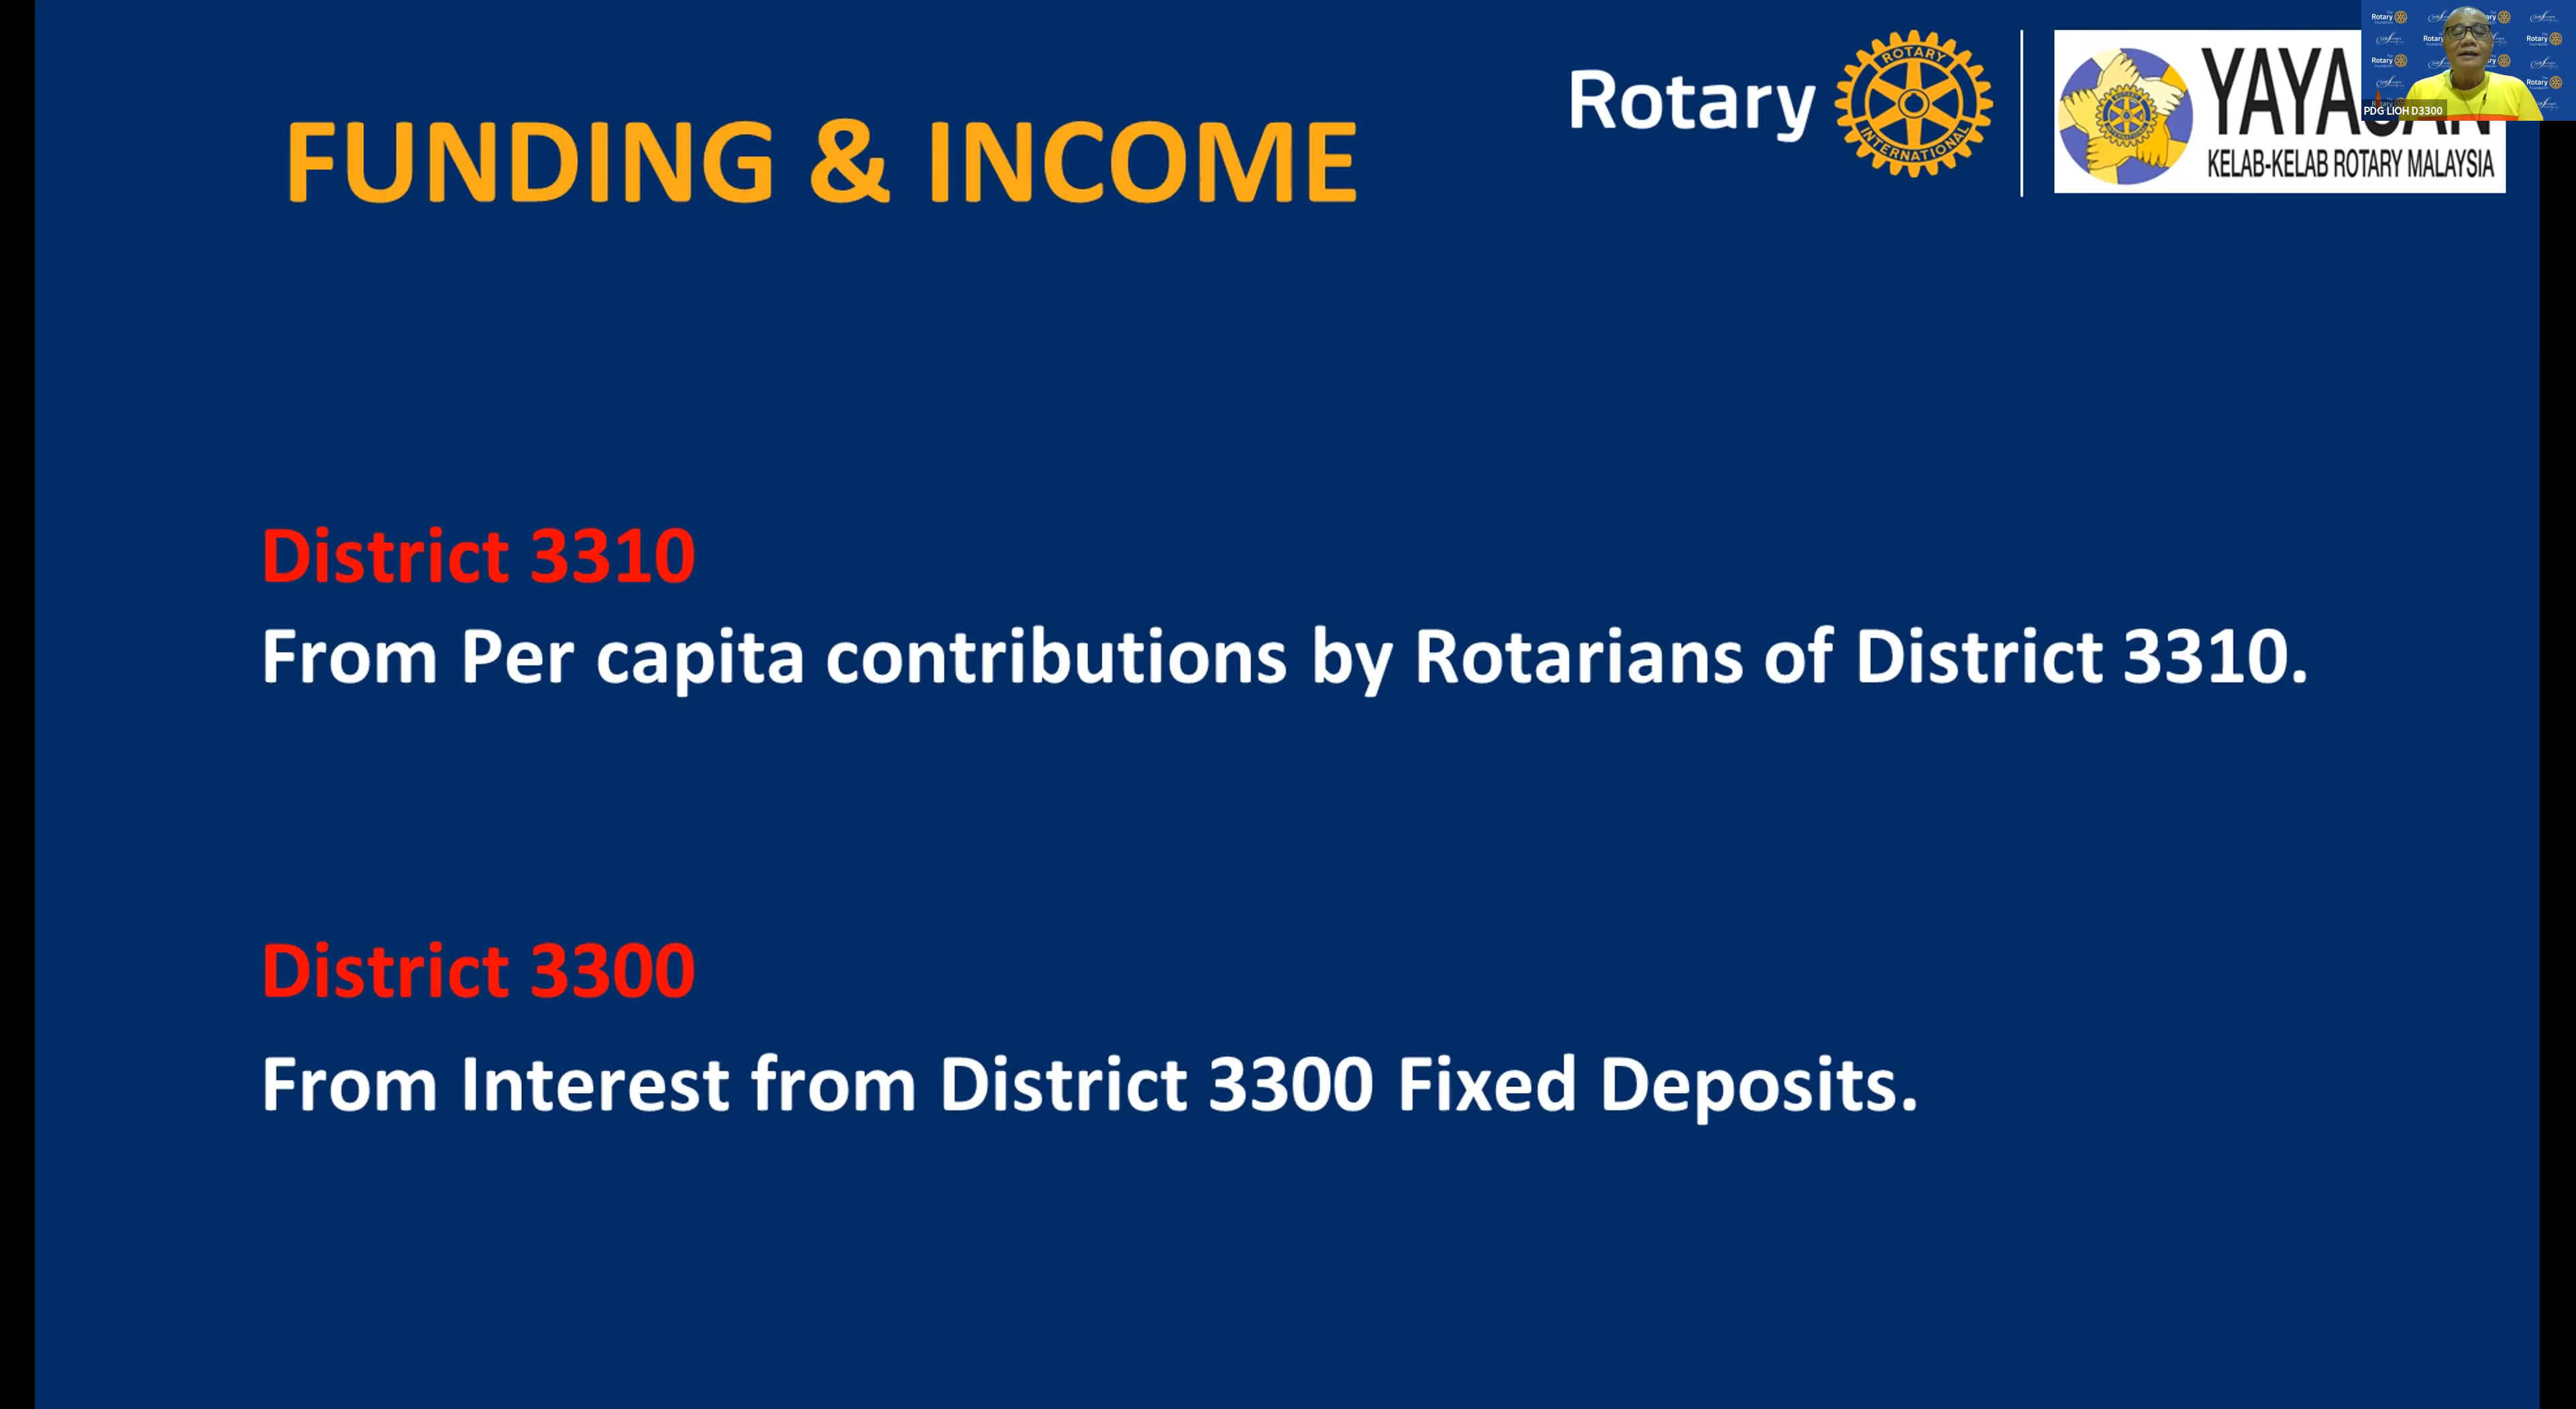 FUNDING & INCOME
Rotary
ROTARY
INTERNATIONAL
KELAB-KELAB ROTARY MALAYSIA
PDG LIOH D3300
District 3310
From Per capita contributions by Rotarians of District 3310.
District 3300
From Interest from District 3300 Fixed Deposits.